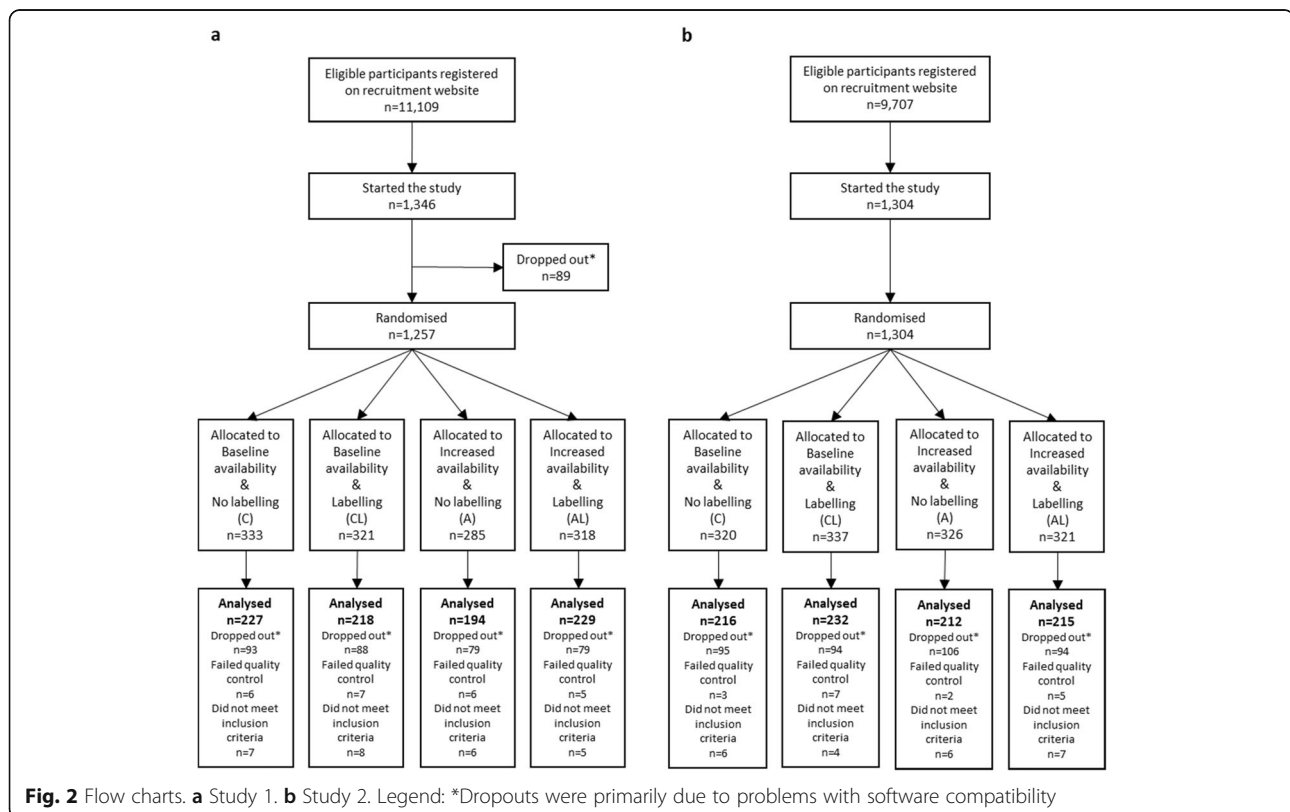 a
Eligible participants registered
on recruitment website
n=11,109
Started the study
n=1,346
Dropped out*
n=89
Randomised
n=1,257
Allocated to
Baseline
availability
&
No labelling
(C)
n=333
Allocated to
Baseline
availability
&
Labelling
(CL)
n=321
Allocated to
Increased
availability
&
No labelling
(A)
n=285
Allocated to
Increased
availability
&
Labelling
(AL)
n=318
Analysed
n=227
Dropped out*
n=93
Failed quality
control
n=6
Did not meet
inclusion
criteria
n=7
Analysed
n=218
Dropped out*
n=88
Failed quality
control
n=7
Did not meet
inclusion
criteria
n=8
Analysed
n=194
Dropped out*
n=79
Failed quality
control
n=6
Did not meet
inclusion
criteria
n=6
Analysed
n=229
Dropped out*
n=79
Failed quality
control
n=5
Did not meet
inclusion
criteria
n=5
b
Eligible participants registered
on recruitment website
n=9,707
Started the study
n=1,304
Randomised
n=1,304
Allocated to
Baseline
availability
&
No labelling
(C)
n=320
Allocated to
Baseline
availability
&
Labelling
(CL)
n=337
Allocated to
Increased
availability
&
No labelling
(A)
n=326
Allocated to
Increased
availability
&
Labelling
(AL)
n=321
Analysed
n=216
Dropped out*
n=95
Failed quality
control
n=3
Did not meet
inclusion
criteria
n=6
Analysed
n=232
Dropped out*
n=94
Failed quality
control
n=7
Did not meet
inclusion
criteria
n=4
Analysed
n=212
Dropped out*
n=106
Failed quality
control
n=2
Did not meet
inclusion
criteria
n=6
Analysed
n=215
Dropped out*
n=94
Failed quality
control
n=5
Did not meet
inclusion
criteria
n=7
Fig. 2 Flow charts. a Study 1. b Study 2. Legend: *Dropouts were primarily due to problems with software compatibility